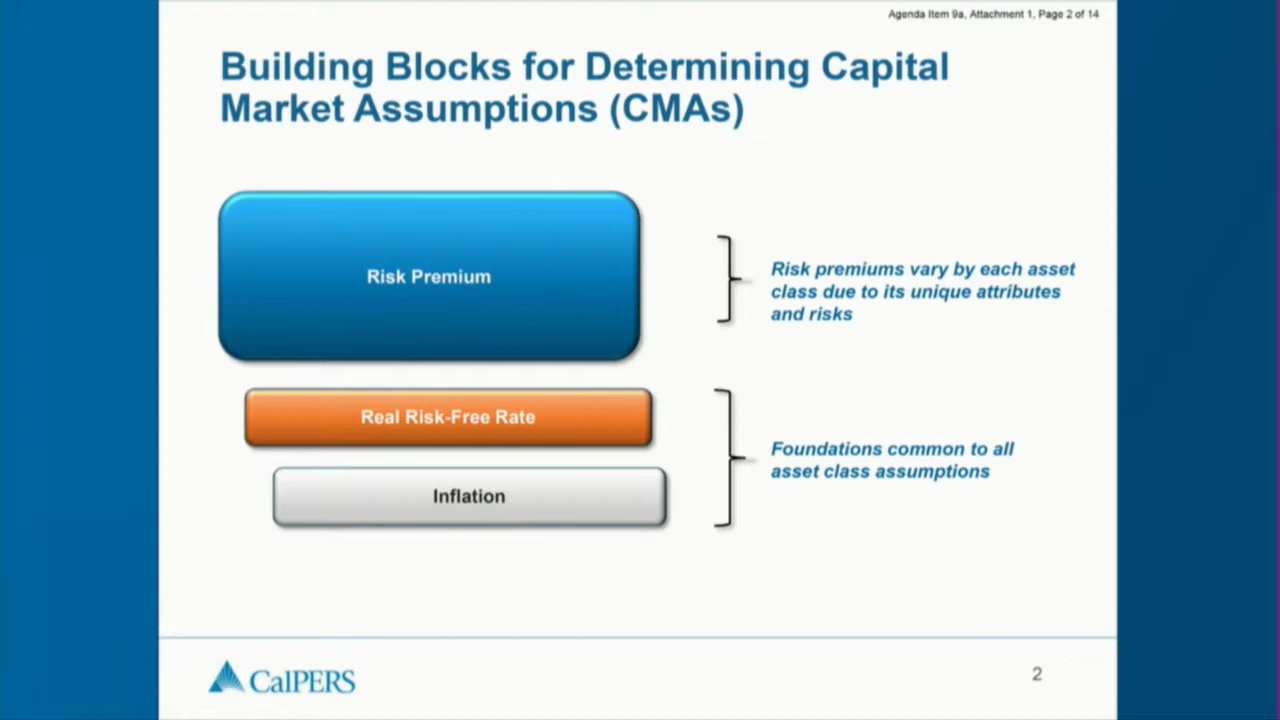 Agenda Item 9a, Attachment 1, Page 2 of 14
Building Blocks for Determining Capital
Market Assumptions (CMAs)
Risk Premium
Risk premiums vary by each asset
class due to its unique attributes
and risks
Real Risk-Free Rate
Inflation
Foundations common to all
asset class assumptions
CalPERS
2